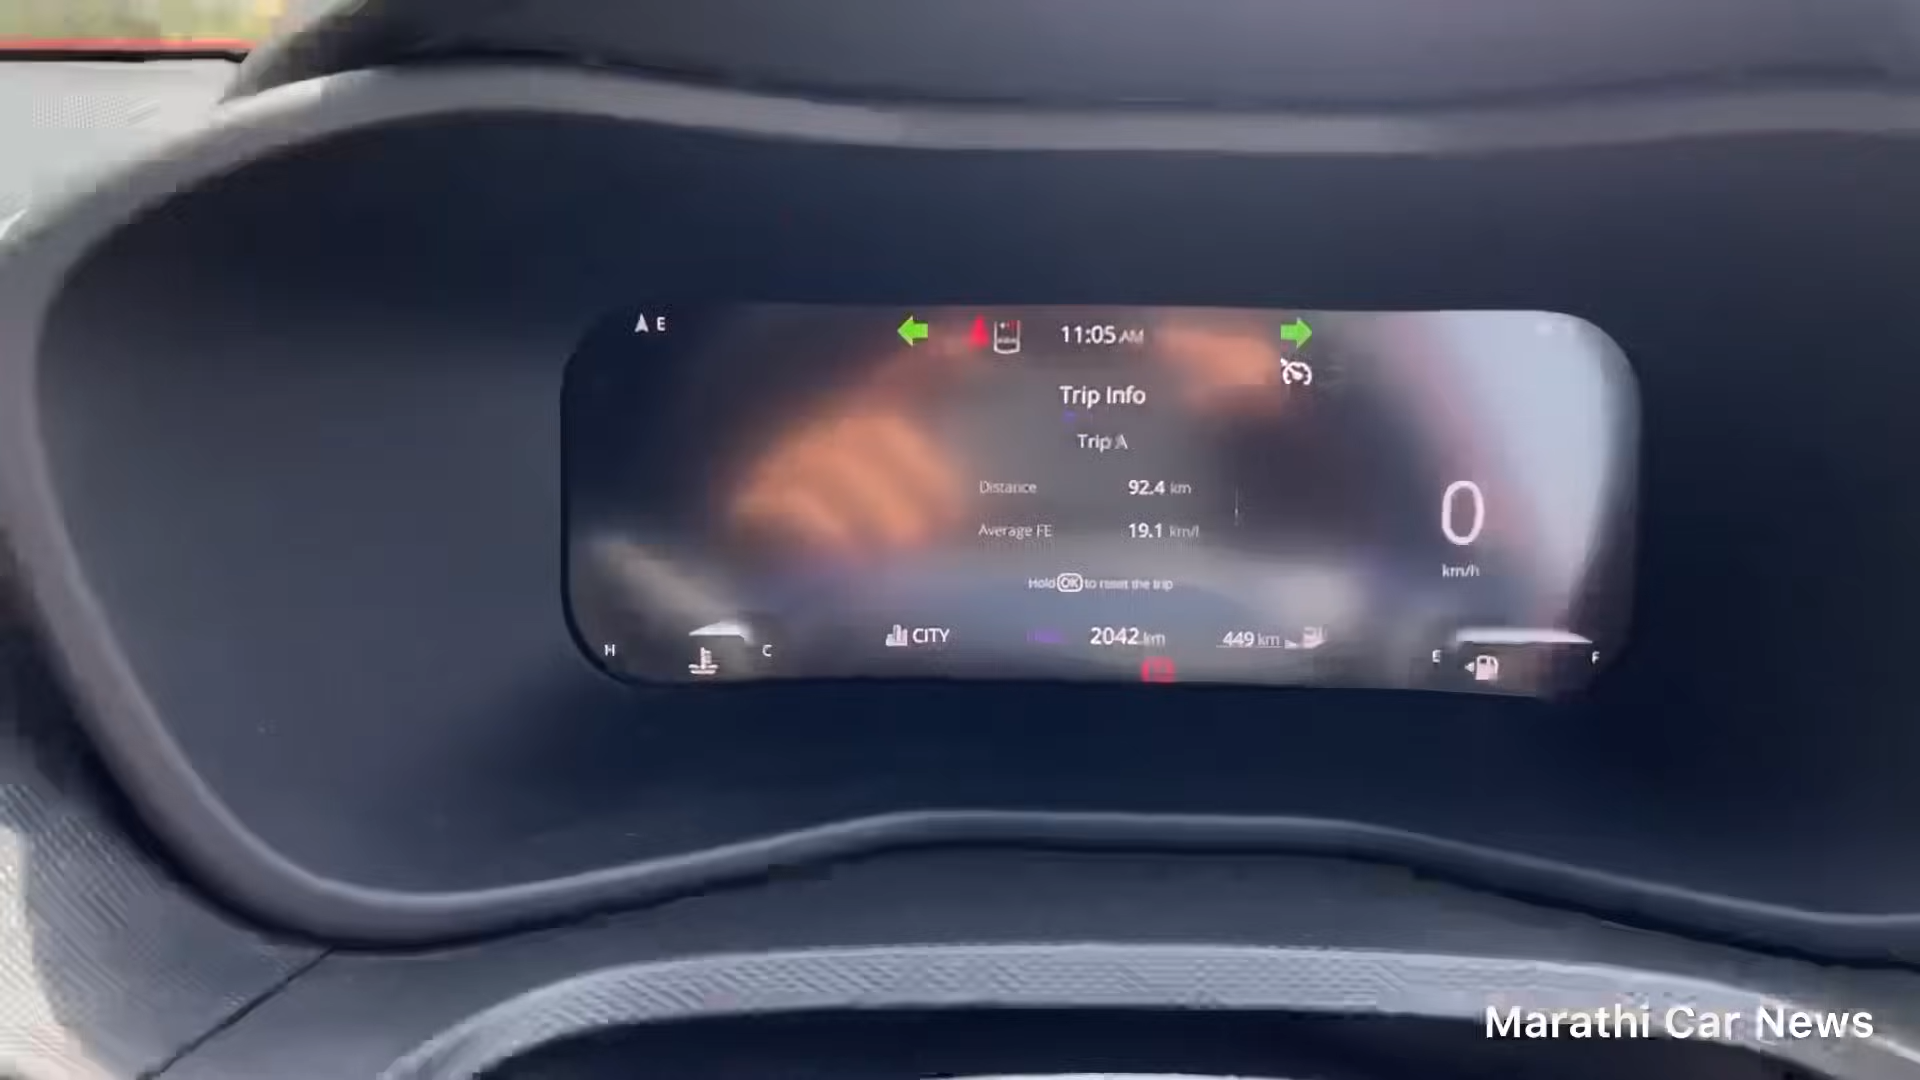 E
11:05 AM
Trip Info
Trip A
Distance 92.4 km
Average FE 19.1 km/l
Hold OK to reset the trip
0
km/h
H C
CITY
2042 km
449 km
E F
Marathi Car News